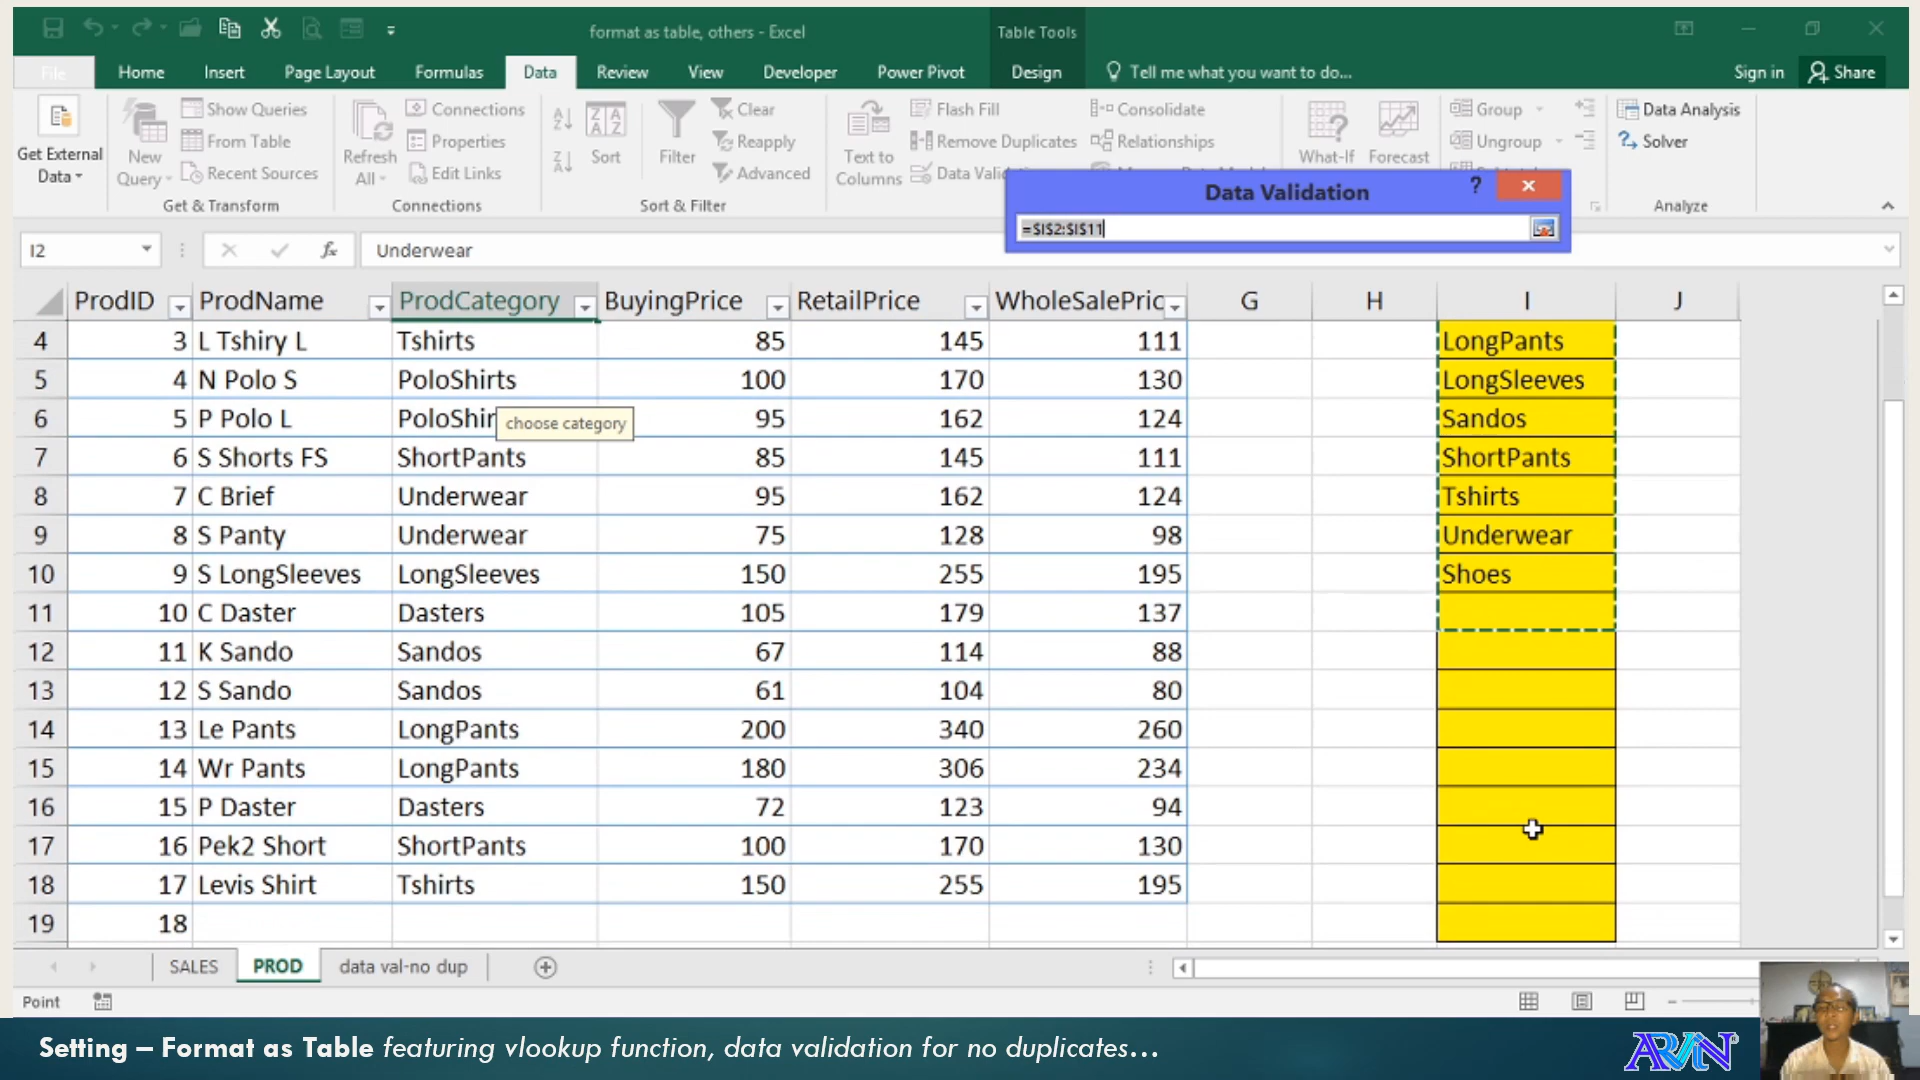 format as table, others - Excel
Table Tools
File
Home
Insert
Page Layout
Formulas
Data
Review
View
Developer
Power Pivot
Design
Tell me what you want to do...
Sign in
Share
Get External
Data
New
Query
Show Queries
From Table
Recent Sources
Get & Transform
Refresh
All
Connections
Properties
Edit Links
Connections
Sort
Filter
Clear
Reapply
Advanced
Sort & Filter
Text to
Columns
Flash Fill
Remove Duplicates
Data Valid
Consolidate
Relationships
What-If
Forecast
Group
Ungroup
Data Analysis
Solver
Analyze
Data Validation
?
=$I$2:$I$11
I2
fx
Underwear
ProdID ProdName ProdCategory BuyingPrice RetailPrice WholeSalePric G H I J
4 3 L Tshiry L Tshirts 85 145 111 LongPants
5 4 N Polo S PoloShirts 100 170 130 LongSleeves
6 5 P Polo L PoloShir 95 162 124 Sandos
choose category
7 6 S Shorts FS ShortPants 85 145 111 ShortPants
8 7 C Brief Underwear 95 162 124 Tshirts
9 8 S Panty Underwear 75 128 98 Underwear
10 9 S LongSleeves LongSleeves 150 255 195 Shoes
11 10 C Daster Dasters 105 179 137
12 11 K Sando Sandos 67 114 88
13 12 S Sando Sandos 61 104 80
14 13 Le Pants LongPants 200 340 260
15 14 Wr Pants LongPants 180 306 234
16 15 P Daster Dasters 72 123 94
17 16 Pek2 Short ShortPants 100 170 130
18 17 Levis Shirt Tshirts 150 255 195
19 18
SALES
PROD
data val-no dup
Point
Setting – Format as Table featuring vlookup function, data validation for no duplicates...
ARVIN